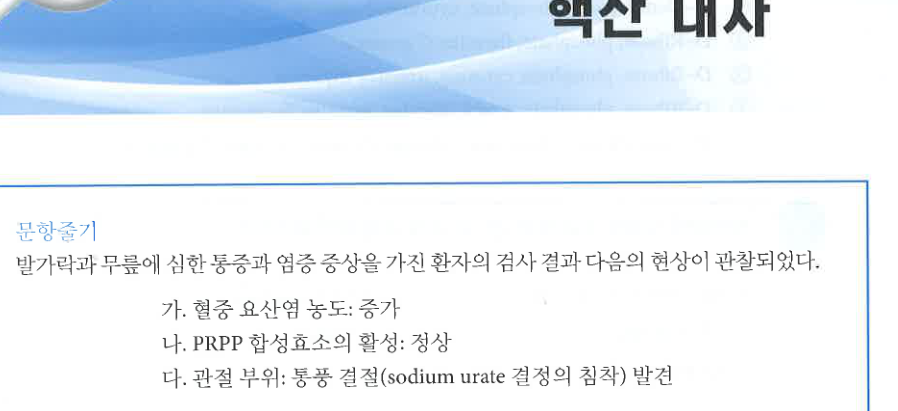 핵산 대사
문항줄기
발가락과 무릎에 심한 통증과 염증 증상을 가진 환자의 검사 결과 다음의 현상이 관찰되었다.
가. 혈중 요산염 농도: 증가
나. PRPP 합성효소의 활성: 정상
다. 관절 부위: 통풍 결절(sodium urate 결정의 침착) 발견